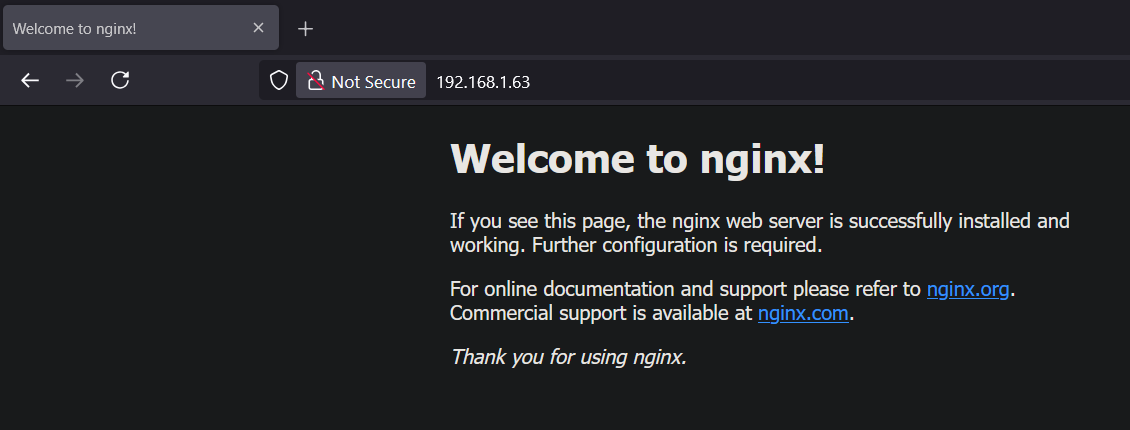 Welcome to nginx!
Not Secure
192.168.1.63
Welcome to nginx!
If you see this page, the nginx web server is successfully installed and
working. Further configuration is required.
For online documentation and support please refer to nginx.org.
Commercial support is available at nginx.com.
Thank you for using nginx.